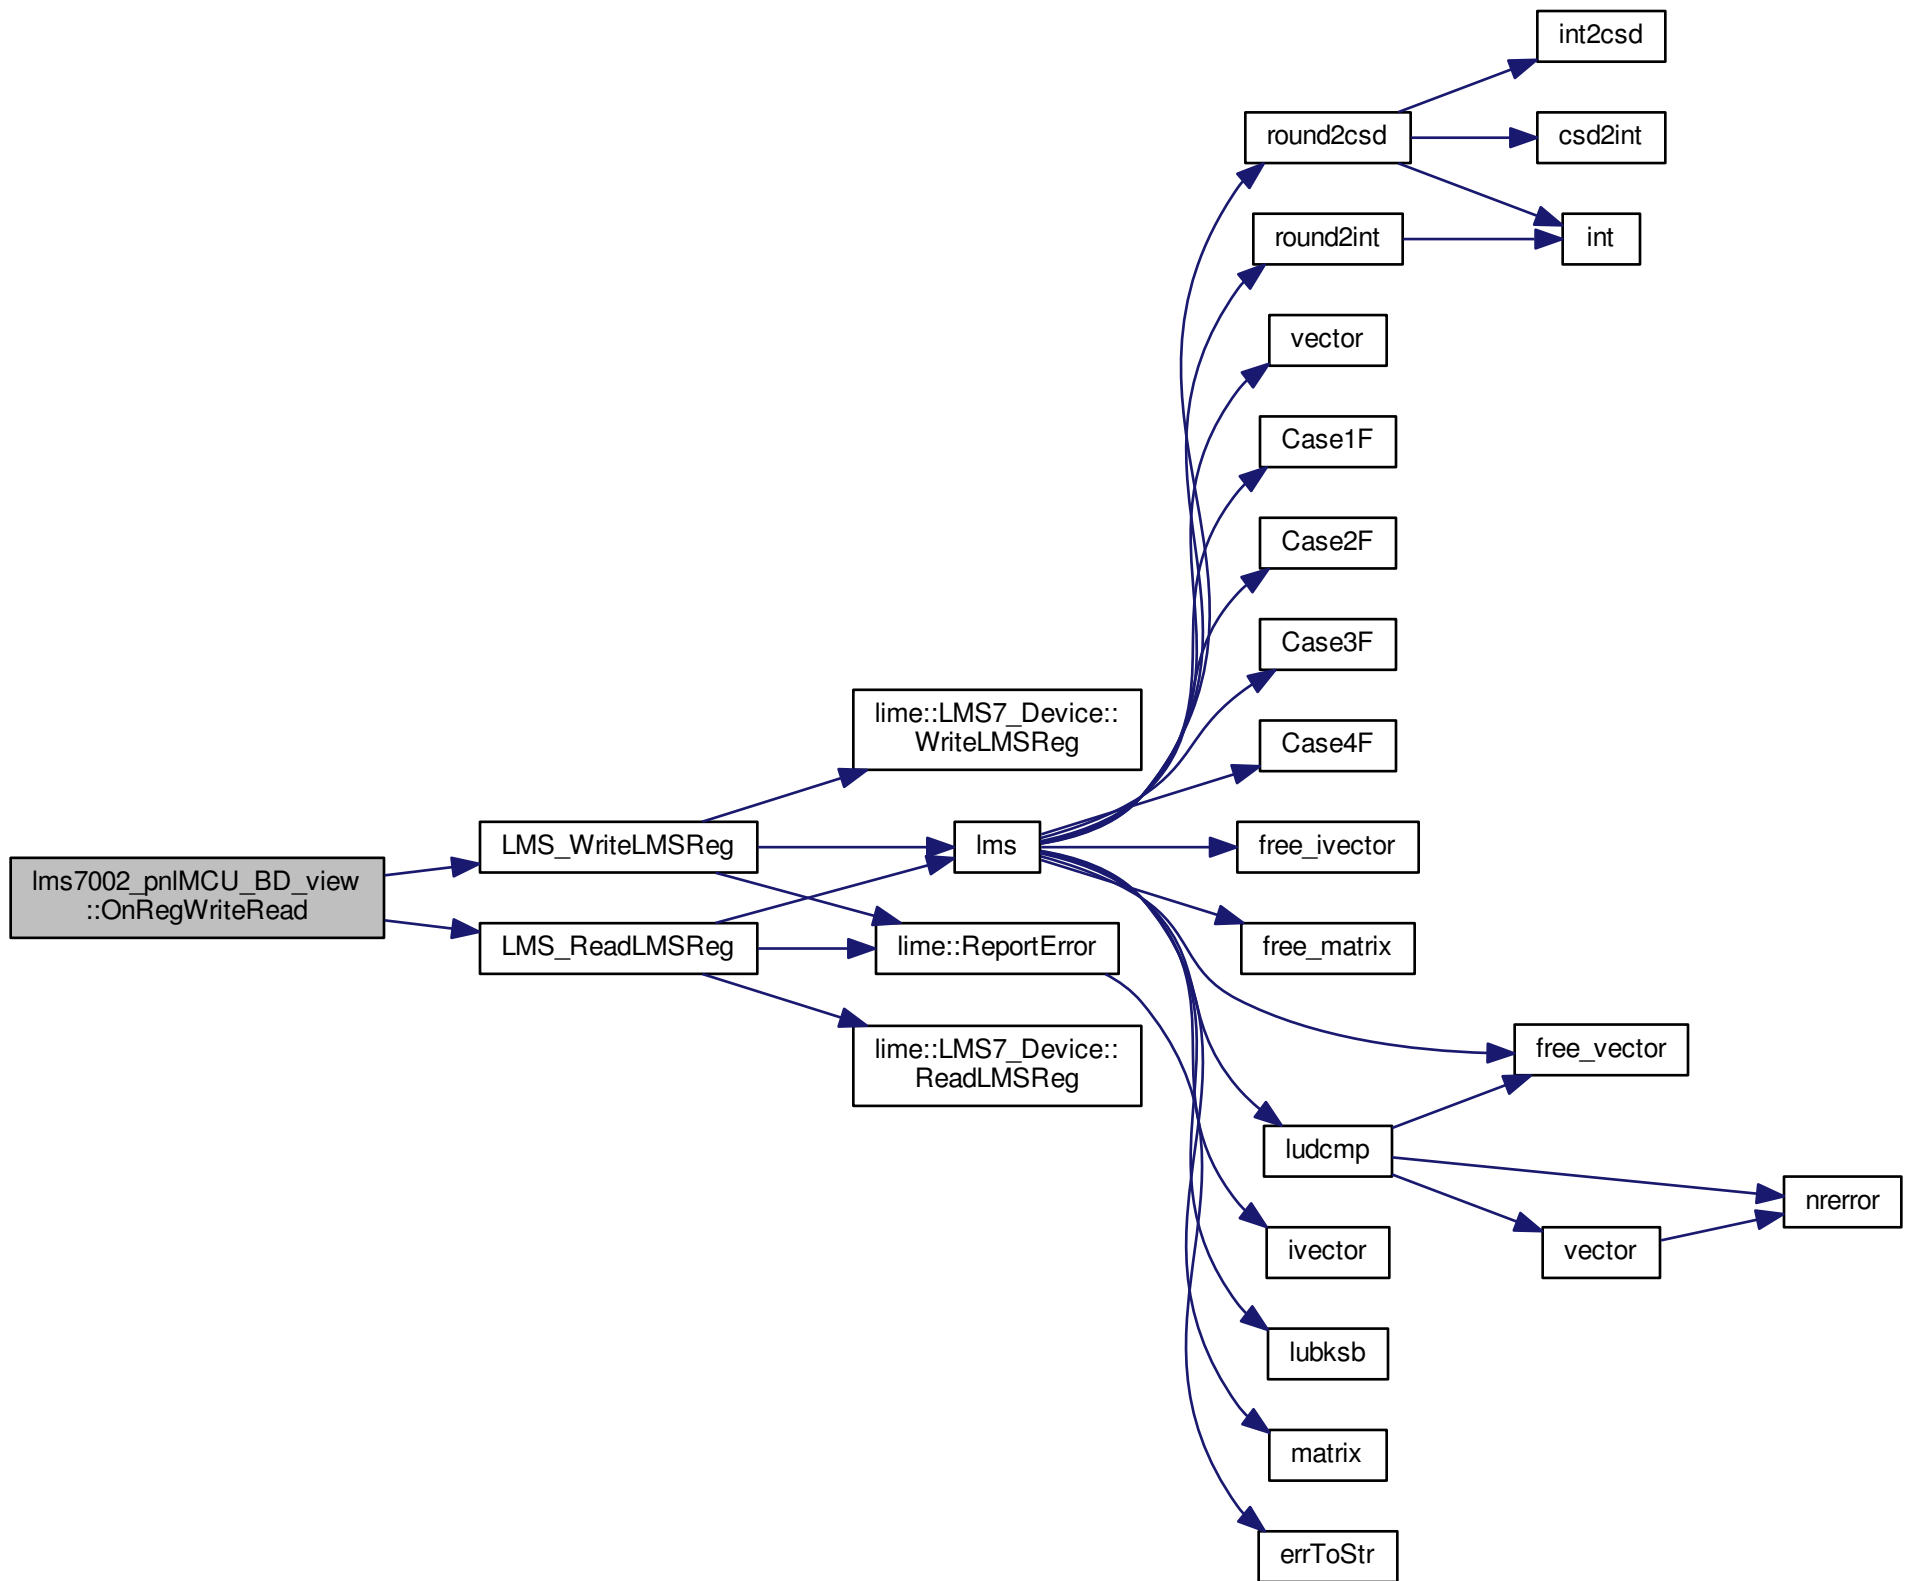 lms7002_pnlMCU_BD_view
::OnRegWriteRead
LMS_WriteLMSReg
LMS_ReadLMSReg
lime::LMS7_Device::
WriteLMSReg
lms
lime::ReportError
lime::LMS7_Device::
ReadLMSReg
round2csd
round2int
vector
Case1F
Case2F
Case3F
Case4F
free_ivector
free_matrix
ludcmp
ivector
lubksb
matrix
errToStr
int2csd
csd2int
int
free_vector
vector
nrerror